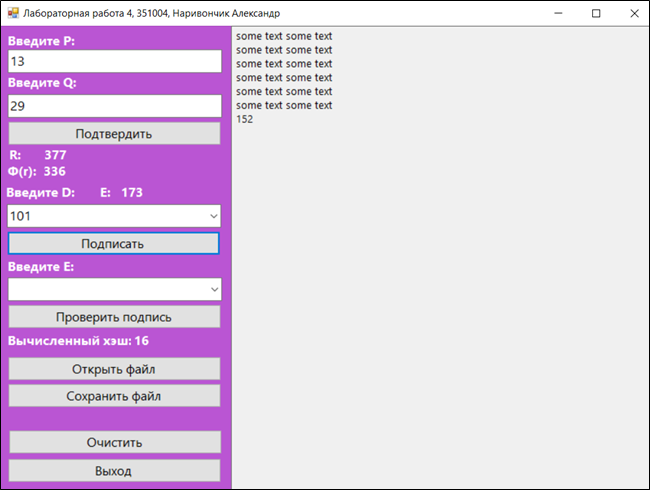 Лабораторная работа 4, 351004, Наривончик Александр
Введите P:
13
Введите Q:
29
Подтвердить
R: 377
Φ(r): 336
Введите D: E: 173
101
Подписать
Введите E:
Проверить подпись
Вычисленный хэш: 16
Открыть файл
Сохранить файл
Очистить
Выход
some text some text
some text some text
some text some text
some text some text
some text some text
some text some text
152